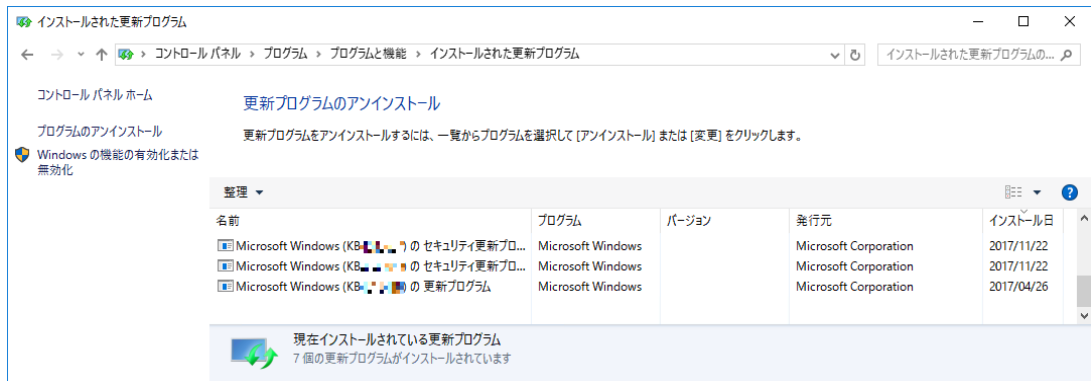 インストールされた更新プログラム
コントロール パネル › プログラム › プログラムと機能 › インストールされた更新プログラム
インストールされた更新プログラムの...
コントロール パネル ホーム
プログラムのアンインストール
Windows の機能の有効化または
無効化
更新プログラムのアンインストール
更新プログラムをアンインストールするには、一覧からプログラムを選択して [アンインストール] または [変更] をクリックします。
整理
名前 プログラム バージョン 発行元 インストール日
Microsoft Windows (KB ) の セキュリティ更新プロ... Microsoft Windows Microsoft Corporation 2017/11/22
Microsoft Windows (KB ) の セキュリティ更新プロ... Microsoft Windows Microsoft Corporation 2017/11/22
Microsoft Windows (KB ) の 更新プログラム Microsoft Windows Microsoft Corporation 2017/04/26
現在インストールされている更新プログラム
7 個の更新プログラムがインストールされています